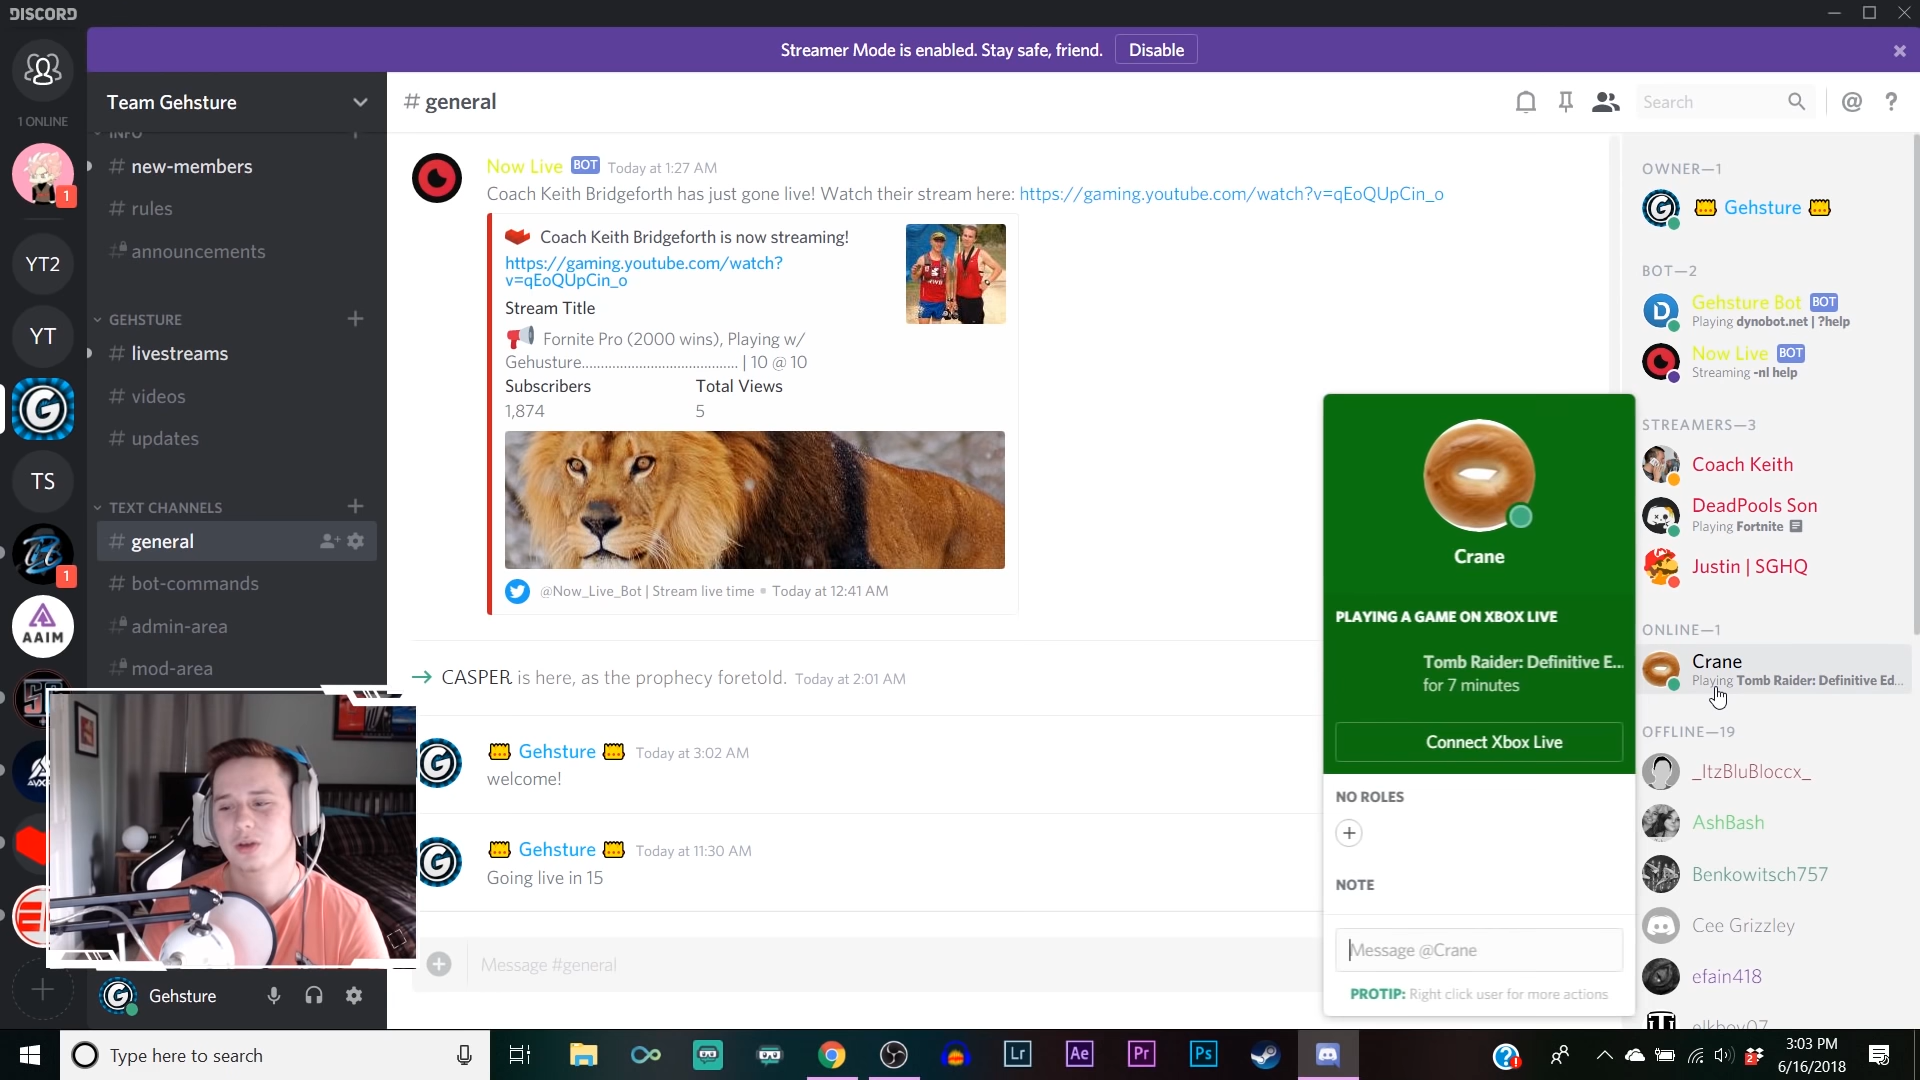 DISCORD
Streamer Mode is enabled. Stay safe, friend.
Disable
1 ONLINE
1
YT2
YT
TS
1
AAIM
Team Gehsture
INFO
# new-members
# rules
announcements
GEHSTURE
# livestreams
# videos
# updates
TEXT CHANNELS
# general
# bot-commands
admin-area
mod-area
Gehsture
# general
Search
@ ?
Now Live BOT Today at 1:27 AM
Coach Keith Bridgeforth has just gone live! Watch their stream here: https://gaming.youtube.com/watch?v=qEoQUpCin_o
Coach Keith Bridgeforth is now streaming!
https://gaming.youtube.com/watch?
v=qEoQUpCin_o
Stream Title
Fornite Pro (2000 wins), Playing w/
Gehusture....................................... | 10 @ 10
Subscribers Total Views
1,874 5
@Now_Live_Bot | Stream live time • Today at 12:41 AM
CASPER is here, as the prophecy foretold. Today at 2:01 AM
Gehsture Today at 3:02 AM
welcome!
Gehsture Today at 11:30 AM
Going live in 15
Message #general
Crane
PLAYING A GAME ON XBOX LIVE
Tomb Raider: Definitive E...
for 7 minutes
Connect Xbox Live
NO ROLES
NOTE
Message @Crane
PROTIP: Right click user for more actions
OWNER—1
Gehsture
BOT—2
Gehsture Bot BOT
Playing dynobot.net | ?help
Now Live BOT
Streaming -nl help
STREAMERS—3
Coach Keith
DeadPools Son
Playing Fortnite
Justin | SGHQ
ONLINE—1
Crane
Playing Tomb Raider: Definitive Ed...
OFFLINE—19
_ItzBluBloccx_
AshBash
Benkowitsch757
Cee Grizzley
efain418
elkboy07
Type here to search
Lr
Ae
Pr
Ps
3:03 PM
6/16/2018
2